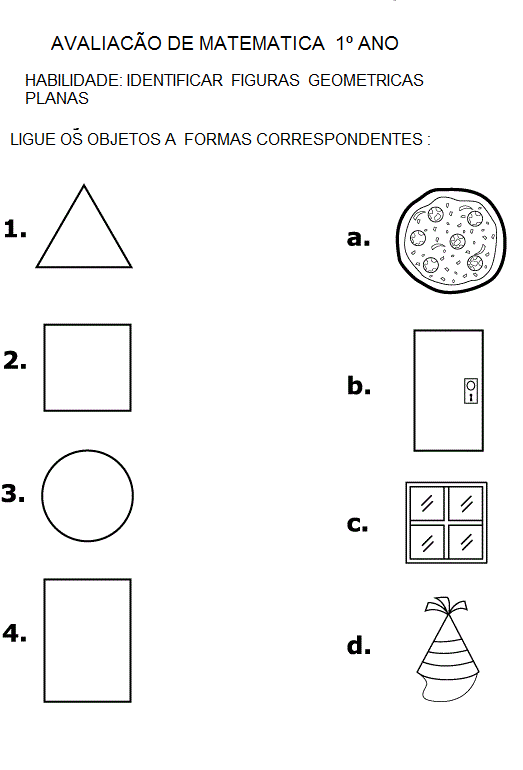 AVALIACÃO DE MATEMATICA 1º ANO
HABILIDADE: IDENTIFICAR FIGURAS GEOMETRICAS
PLANAS
LIGUE OS̃ OBJETOS A FORMAS CORRESPONDENTES :
1.
a.
2.
b.
3.
c.
4.
d.